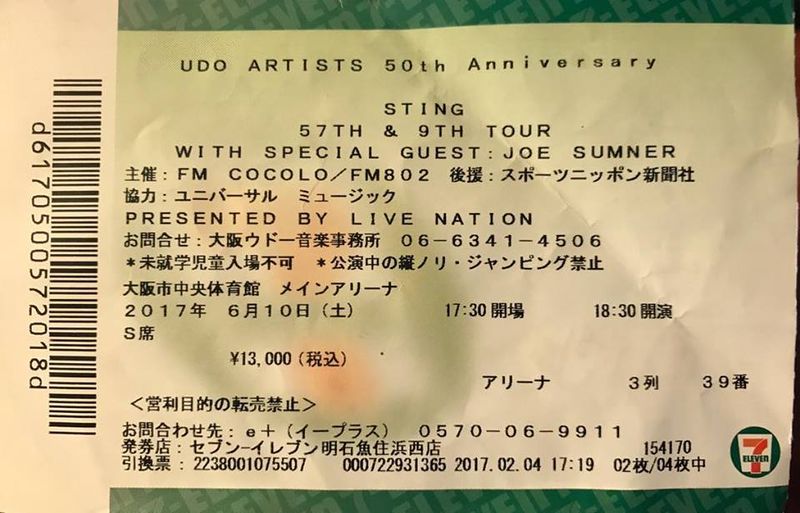 UDO ARTISTS 50th Anniversary
STING
57TH & 9TH TOUR
WITH SPECIAL GUEST: JOE SUMNER
主催：FM COCOLO／FM802 後援：スポーツニッポン新聞社
協力：ユニバーサル ミュージック
PRESENTED BY LIVE NATION
お問合せ：大阪ウドー音楽事務所 06-6341-4506
＊未就学児童入場不可 ＊公演中の縦ノリ・ジャンピング禁止
大阪市中央体育館 メインアリーナ
2017年 6月10日（土） 17:30開場 18:30開演
S席
¥13,000（税込）
アリーナ 3列 39番
＜営利目的の転売禁止＞
お問合わせ先：e＋（イープラス） 0570-06-9911
発券店：セブン-イレブン明石魚住浜西店 154170
引換票：2238001075507 000722931365 2017.02.04 17:19 02枚/04枚中
7 ELEVEN
d6170500572018d